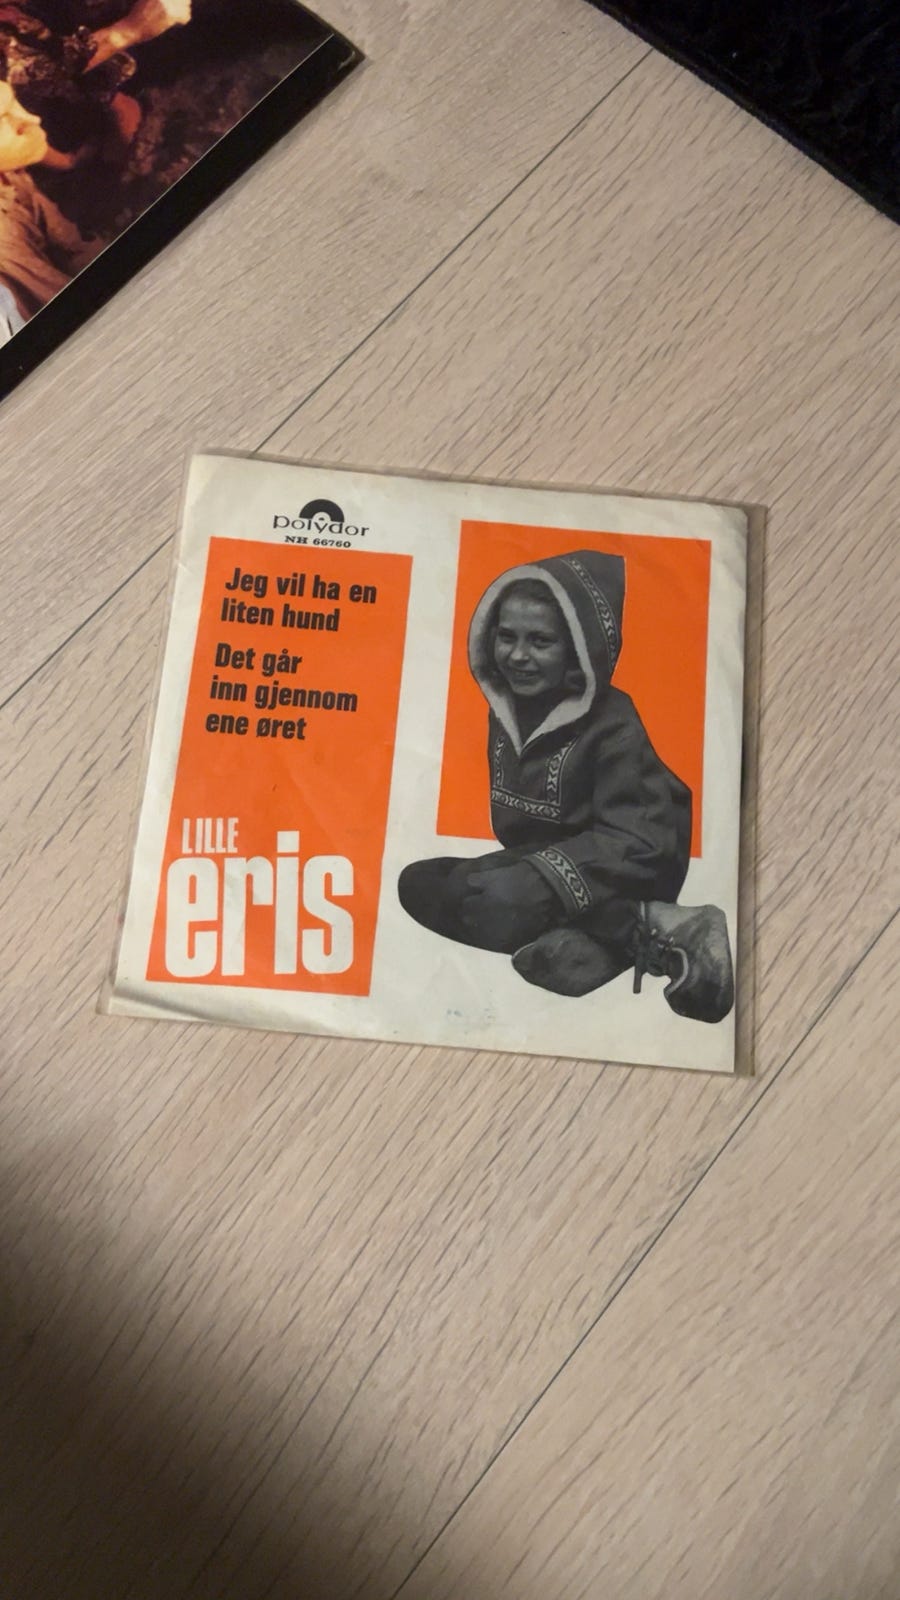 polydor
NH 66760
Jeg vil ha en
liten hund
Det går
inn gjennom
ene øret
LILLE
eris